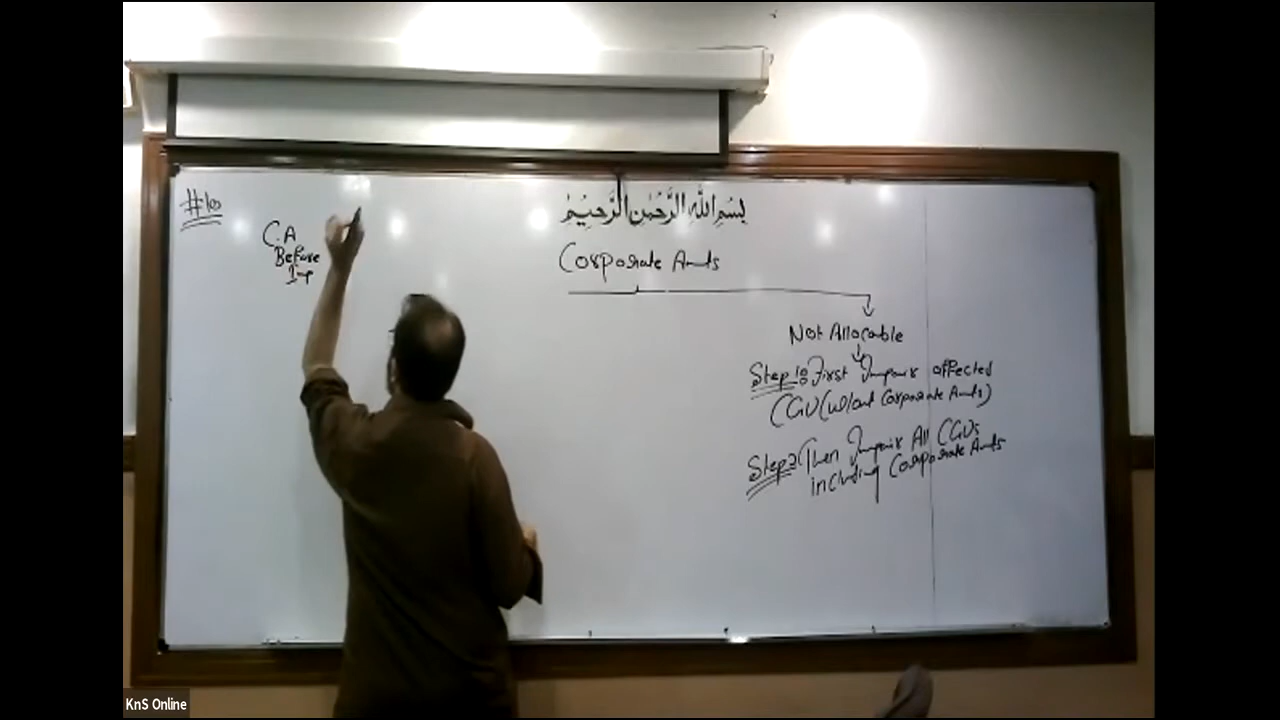 #10
C.A
Before
Imp
بِسْمِ اللهِ الرَّحْمٰنِ الرَّحِيْمِ
Corporate Assets
Not Allocable
Step 1: First Impair affected
CGU (w/out Corporate Assets)
Step 2: Then Impair All CGUs
including Corporate Assets
KnS Online